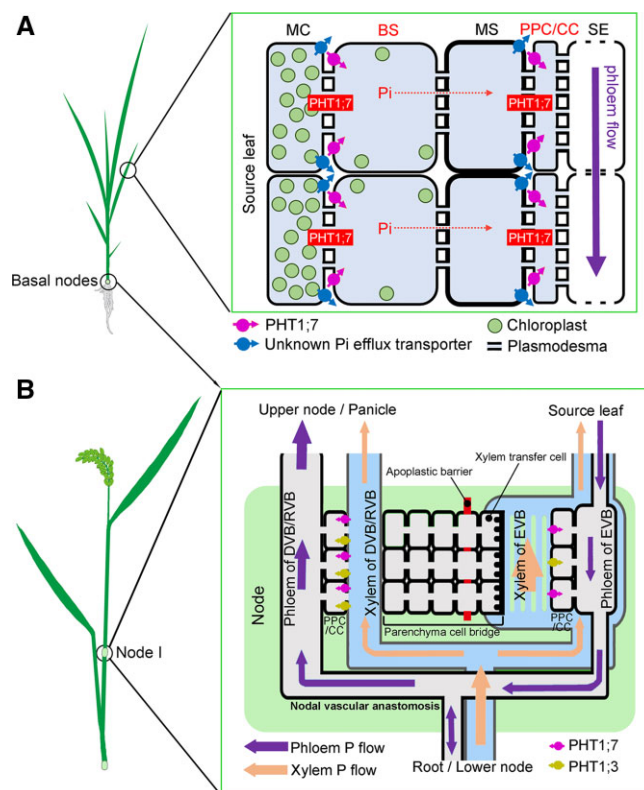 A
MC
BS
MS
PPC/CC
SE
Source leaf
PHT1;7
Pi
PHT1;7
phloem flow
PHT1;7
Pi
PHT1;7
Basal nodes
PHT1;7
Chloroplast
Unknown Pi efflux transporter
Plasmodesma
B
Upper node / Panicle
Source leaf
Apoplastic barrier
Xylem transfer cell
Node
Phloem of DVB/RVB
Xylem of DVB/RVB
Xylem of EVB
Phloem of EVB
PPC
/CC
Parenchyma cell bridge
PPC
/CC
Node I
Nodal vascular anastomosis
Phloem P flow
Xylem P flow
Root / Lower node
PHT1;7
PHT1;3